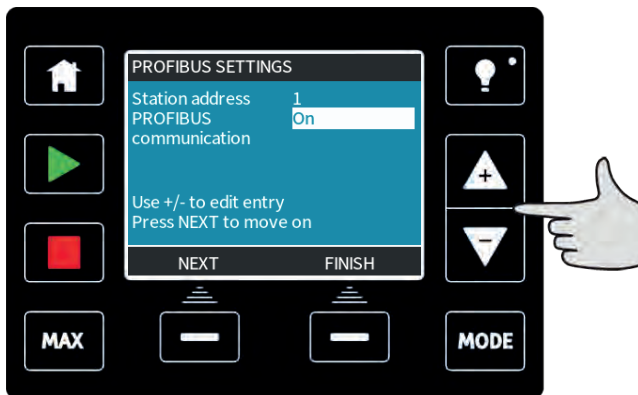 PROFIBUS SETTINGS
Station address 1
PROFIBUS On
communication
Use +/- to edit entry
Press NEXT to move on
NEXT FINISH
+
-
MAX
MODE